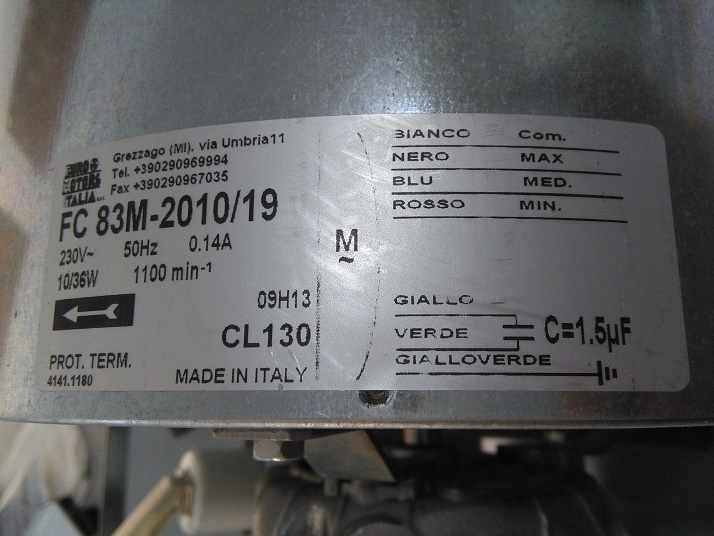 EURO
MOTORS
ITALIA
Grezzago (MI). via Umbria11
Tel. +390290969994
Fax +390290967035
FC 83M-2010/19
230V~ 50Hz 0.14A
10/36W 1100 min-1
09H13
CL130
PROT. TERM.
4141.1180
MADE IN ITALY
M
~
BIANCO Com.
NERO MAX
BLU MED.
ROSSO MIN.
GIALLO
VERDE C=1.5µF
GIALLOVERDE